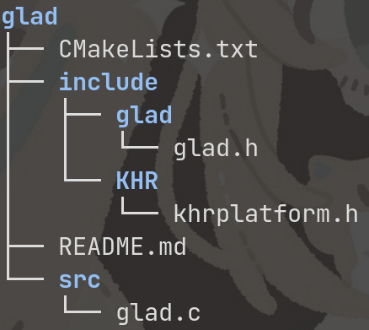 glad
├── CMakeLists.txt
├── include
│   ├── glad
│   │   └── glad.h
│   └── KHR
│       └── khrplatform.h
├── README.md
└── src
    └── glad.c